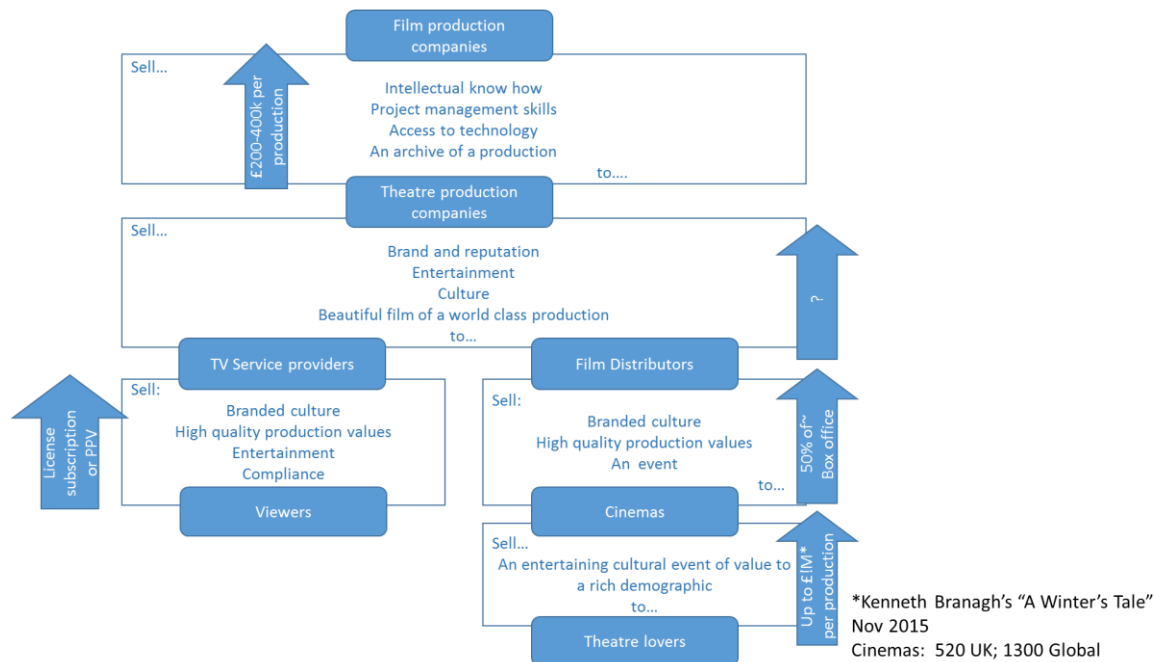 Film production
companies
Sell...
£200-400k per
production
Intellectual know how
Project management skills
Access to technology
An archive of a production
to....
Theatre production
companies
Sell...
Brand and reputation
Entertainment
Culture
Beautiful film of a world class production
to...
?
TV Service providers
Film Distributors
License
subscription
or PPV
Sell:
Branded culture
High quality production values
Entertainment
Compliance
Viewers
Sell:
Branded culture
High quality production values
An event
to...
50% of~
Box office
Cinemas
Sell...
An entertaining cultural event of value to
a rich demographic
to...
Up to £!M*
per production
Theatre lovers
*Kenneth Branagh's “A Winter's Tale”
Nov 2015
Cinemas: 520 UK; 1300 Global